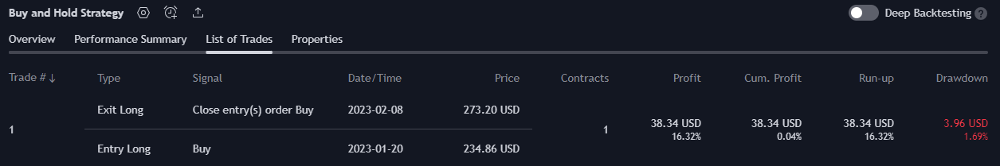 Buy and Hold Strategy Deep Backtesting ?
Overview Performance Summary List of Trades Properties
Trade # ↓ Type Signal Date/Time Price Contracts Profit Cum. Profit Run-up Drawdown
Exit Long Close entry(s) order Buy 2023-02-08 273.20 USD
1 1 38.34 USD 38.34 USD 38.34 USD 3.96 USD
16.32% 0.04% 16.32% 1.69%
Entry Long Buy 2023-01-20 234.86 USD